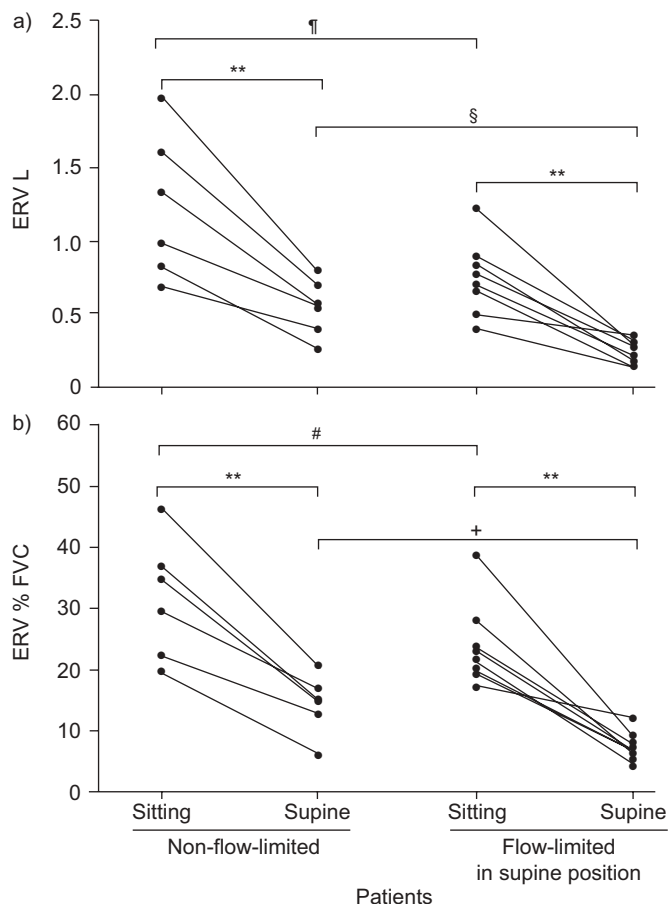 a)
2.5
2.0
1.5
1.0
0.5
0
ERV L
¶
**
§
**
b)
60
50
40
30
20
10
0
ERV % FVC
#
**
**
+
Sitting Supine Sitting Supine
Non-flow-limited Flow-limited
in supine position
Patients